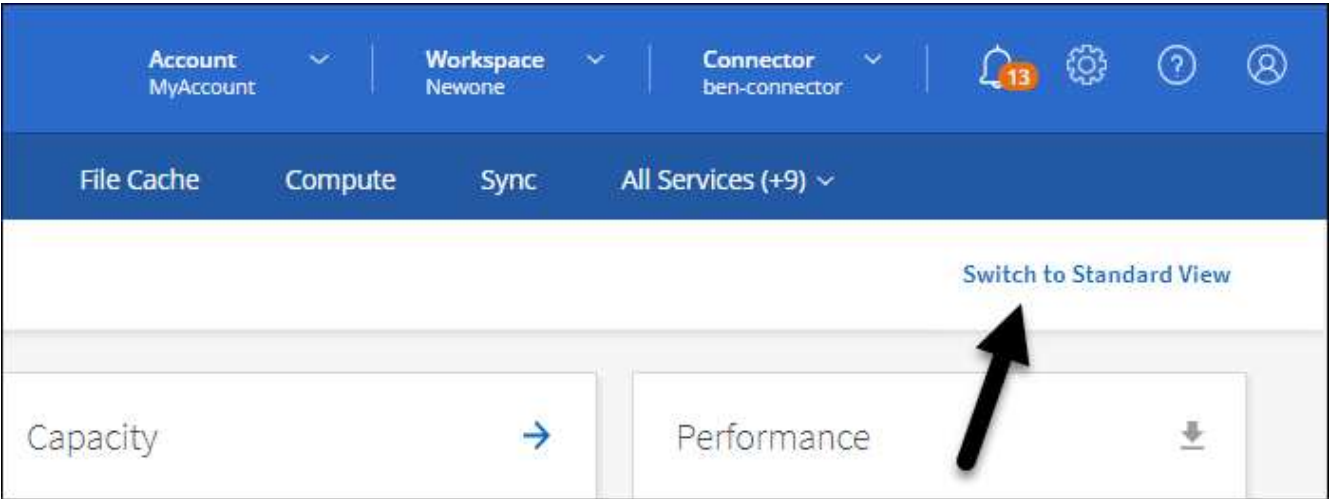 Account
MyAccount
Workspace
Newone
Connector
ben-connector
13
File Cache Compute Sync All Services (+9)
Switch to Standard View
Capacity
Performance